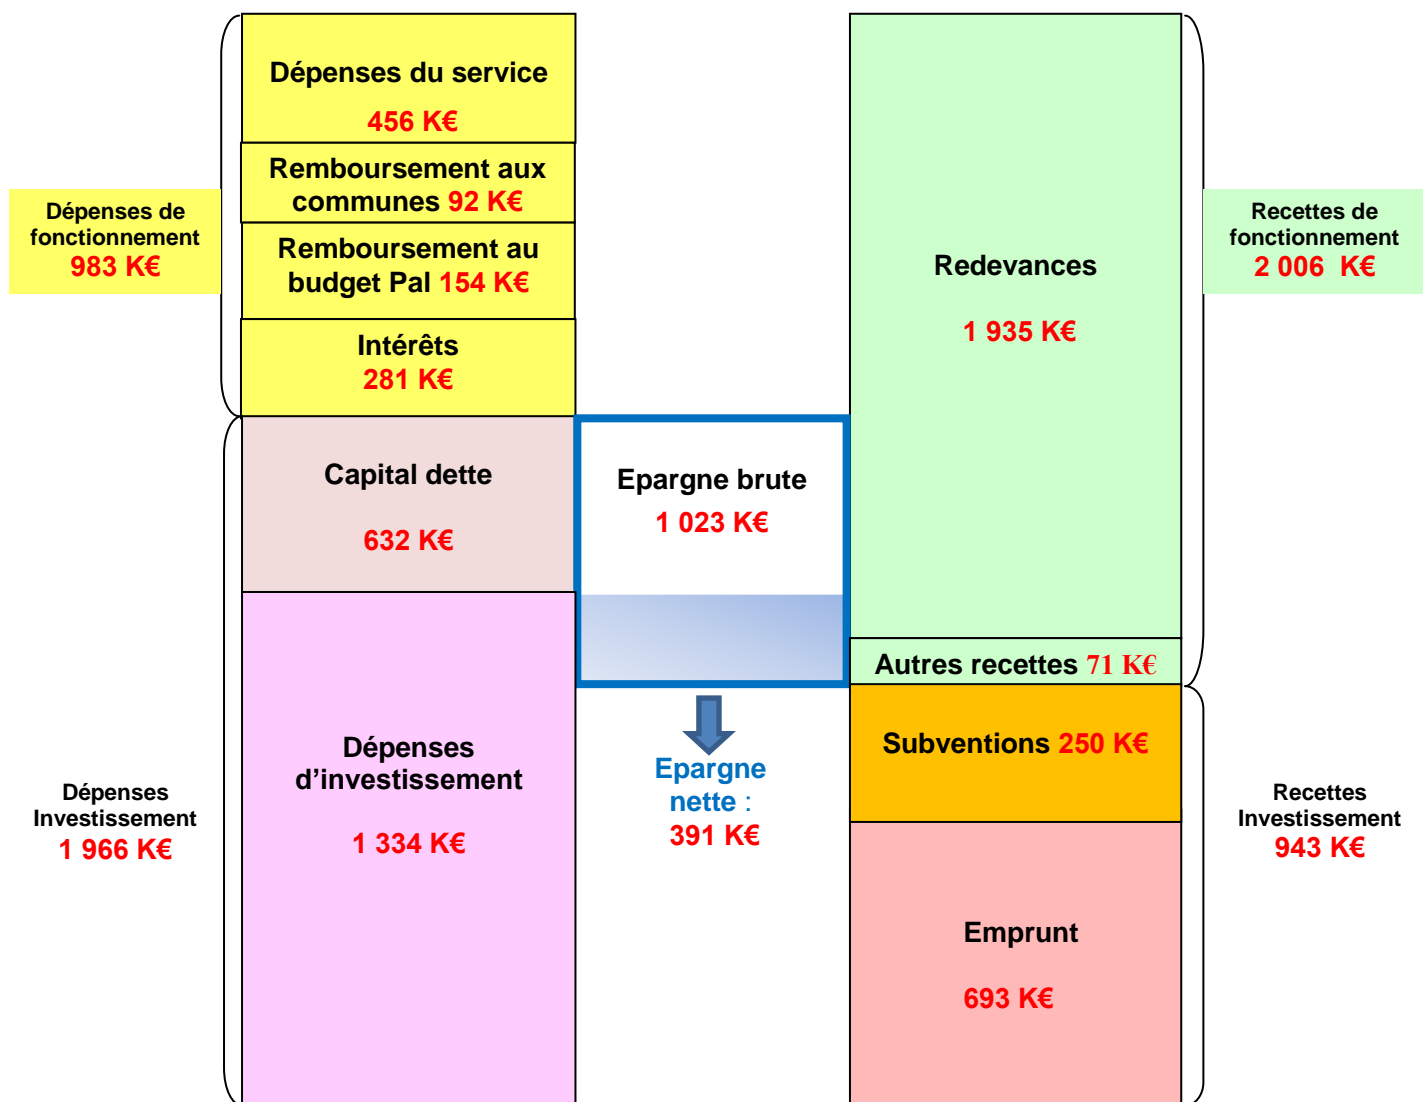 Dépenses du service
456 K€
Remboursement aux
communes 92 K€
Remboursement au
budget Pal 154 K€
Intérêts
281 K€
Dépenses de
fonctionnement
983 K€
Capital dette
632 K€
Dépenses
d’investissement
1 334 K€
Dépenses
Investissement
1 966 K€
Epargne brute
1 023 K€
Epargne
nette :
391 K€
Redevances
1 935 K€
Autres recettes 71 K€
Subventions 250 K€
Emprunt
693 K€
Recettes de
fonctionnement
2 006 K€
Recettes
Investissement
943 K€